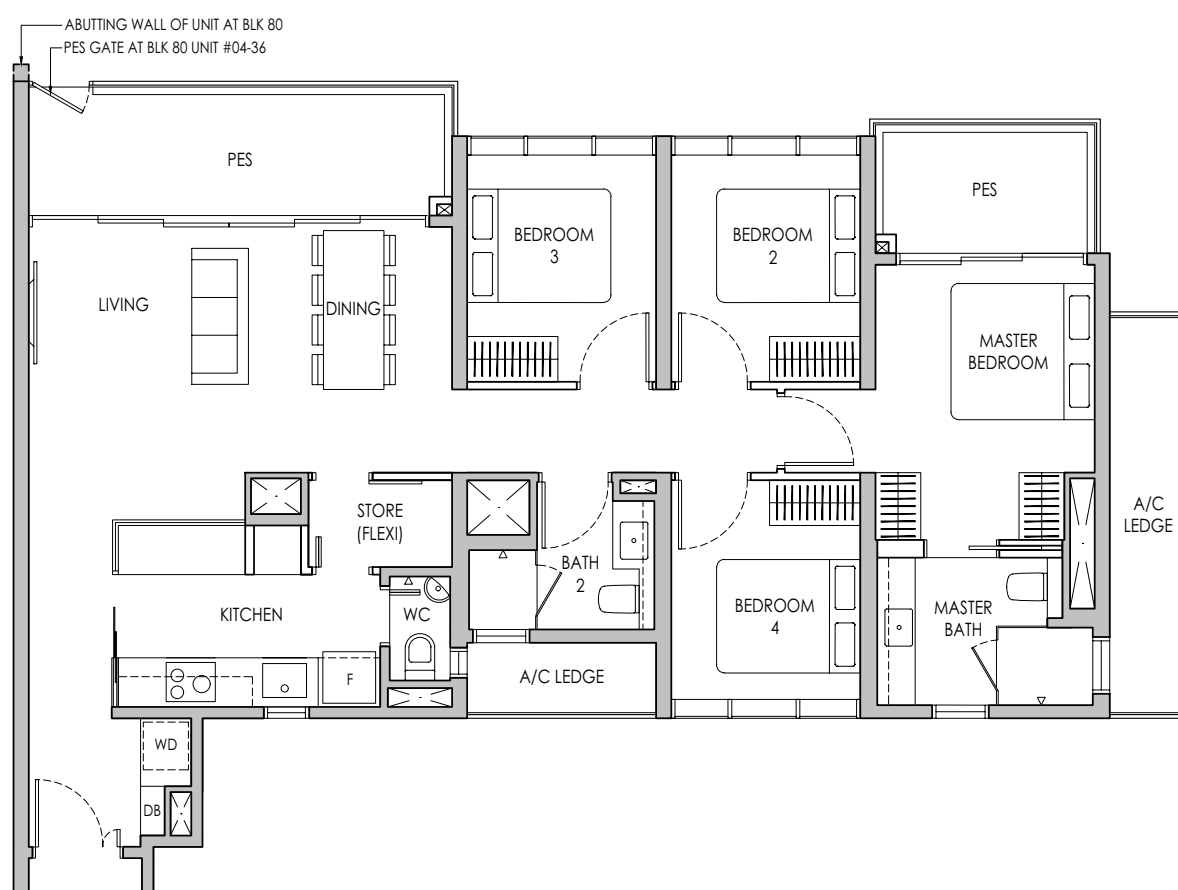 ABUTTING WALL OF UNIT AT BLK 80
PES GATE AT BLK 80 UNIT #04-36
PES
PES
BEDROOM
3
BEDROOM
2
LIVING
DINING
MASTER
BEDROOM
A/C
LEDGE
STORE
(FLEXI)
BATH
2
KITCHEN
WC
BEDROOM
4
MASTER
BATH
F
A/C LEDGE
WD
DB